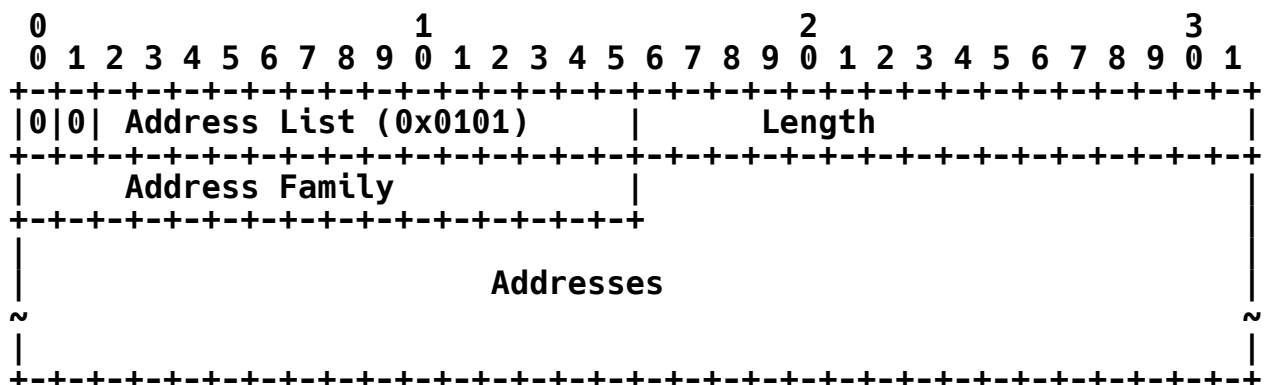 0                   1                   2                   3
 0 1 2 3 4 5 6 7 8 9 0 1 2 3 4 5 6 7 8 9 0 1 2 3 4 5 6 7 8 9 0 1
+-+-+-+-+-+-+-+-+-+-+-+-+-+-+-+-+-+-+-+-+-+-+-+-+-+-+-+-+-+-+-+-+
|0|0| Address List (0x0101)     |      Length                   |
+-+-+-+-+-+-+-+-+-+-+-+-+-+-+-+-+-+-+-+-+-+-+-+-+-+-+-+-+-+-+-+-+
|     Address Family            |                               |
+-+-+-+-+-+-+-+-+-+-+-+-+-+-+-+-+                               |
|                                                               |
|                        Addresses                              |
~                                                               ~
|                                                               |
+-+-+-+-+-+-+-+-+-+-+-+-+-+-+-+-+-+-+-+-+-+-+-+-+-+-+-+-+-+-+-+-+